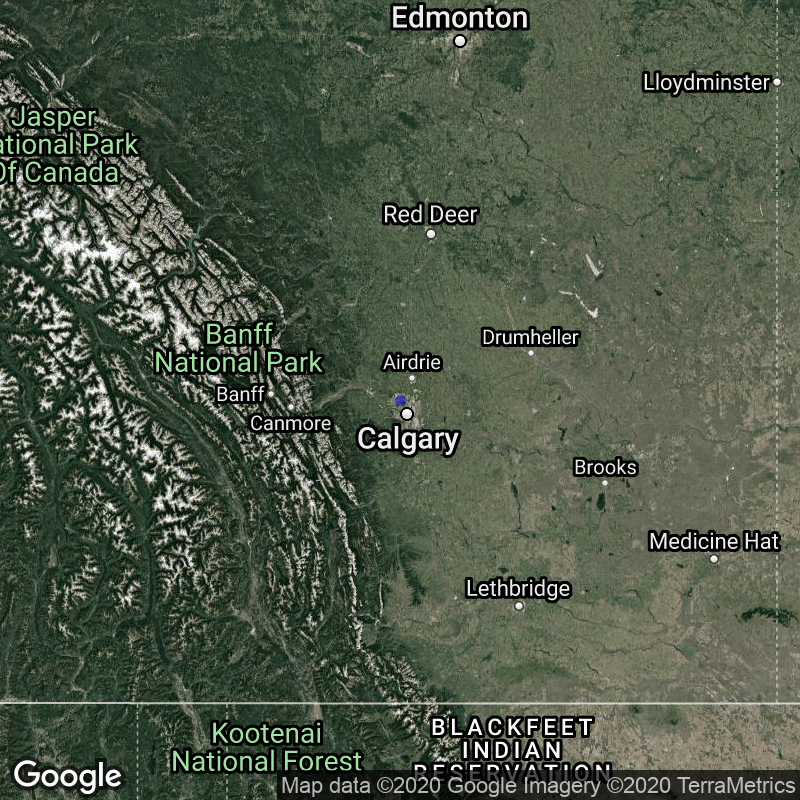 Edmonton
Lloydminster
Jasper
ational Park
Of Canada
Red Deer
Drumheller
Banff
National Park
Airdrie
Banff
Canmore
Calgary
Brooks
Medicine Hat
Lethbridge
Kootenai
National Forest
BLACKFEET
INDIAN
RESERVATION
Google
Map data ©2020 Google Imagery ©2020 TerraMetrics